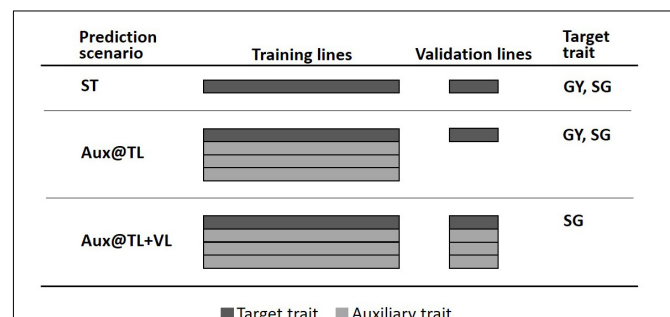 Prediction scenario
Training lines
Validation lines
Target trait
ST
GY, SG
Aux@TL
GY, SG
Aux@TL+VL
SG
Target trait
Auxiliary trait